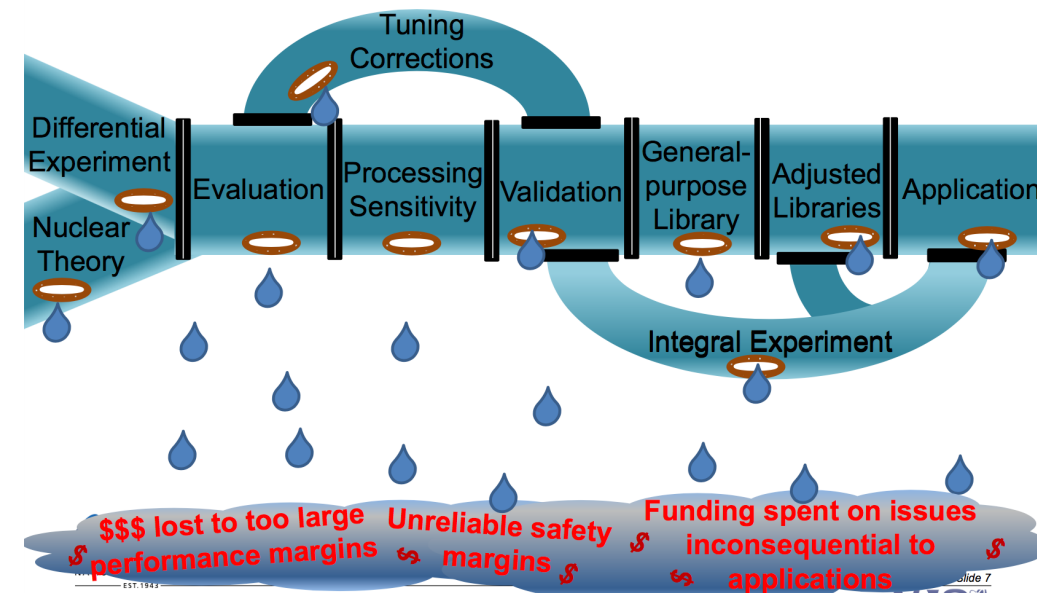 Tuning
Corrections
Differential
Experiment
Nuclear
Theory
Evaluation
Processing
Sensitivity
Validation
General-
purpose
Library
Adjusted
Libraries
Application
Integral Experiment
$$$ lost to too large
performance margins
Unreliable safety
margins
Funding spent on issues
inconsequential to
applications
$
$
$
$
$
$
EST.1943
Slide 7